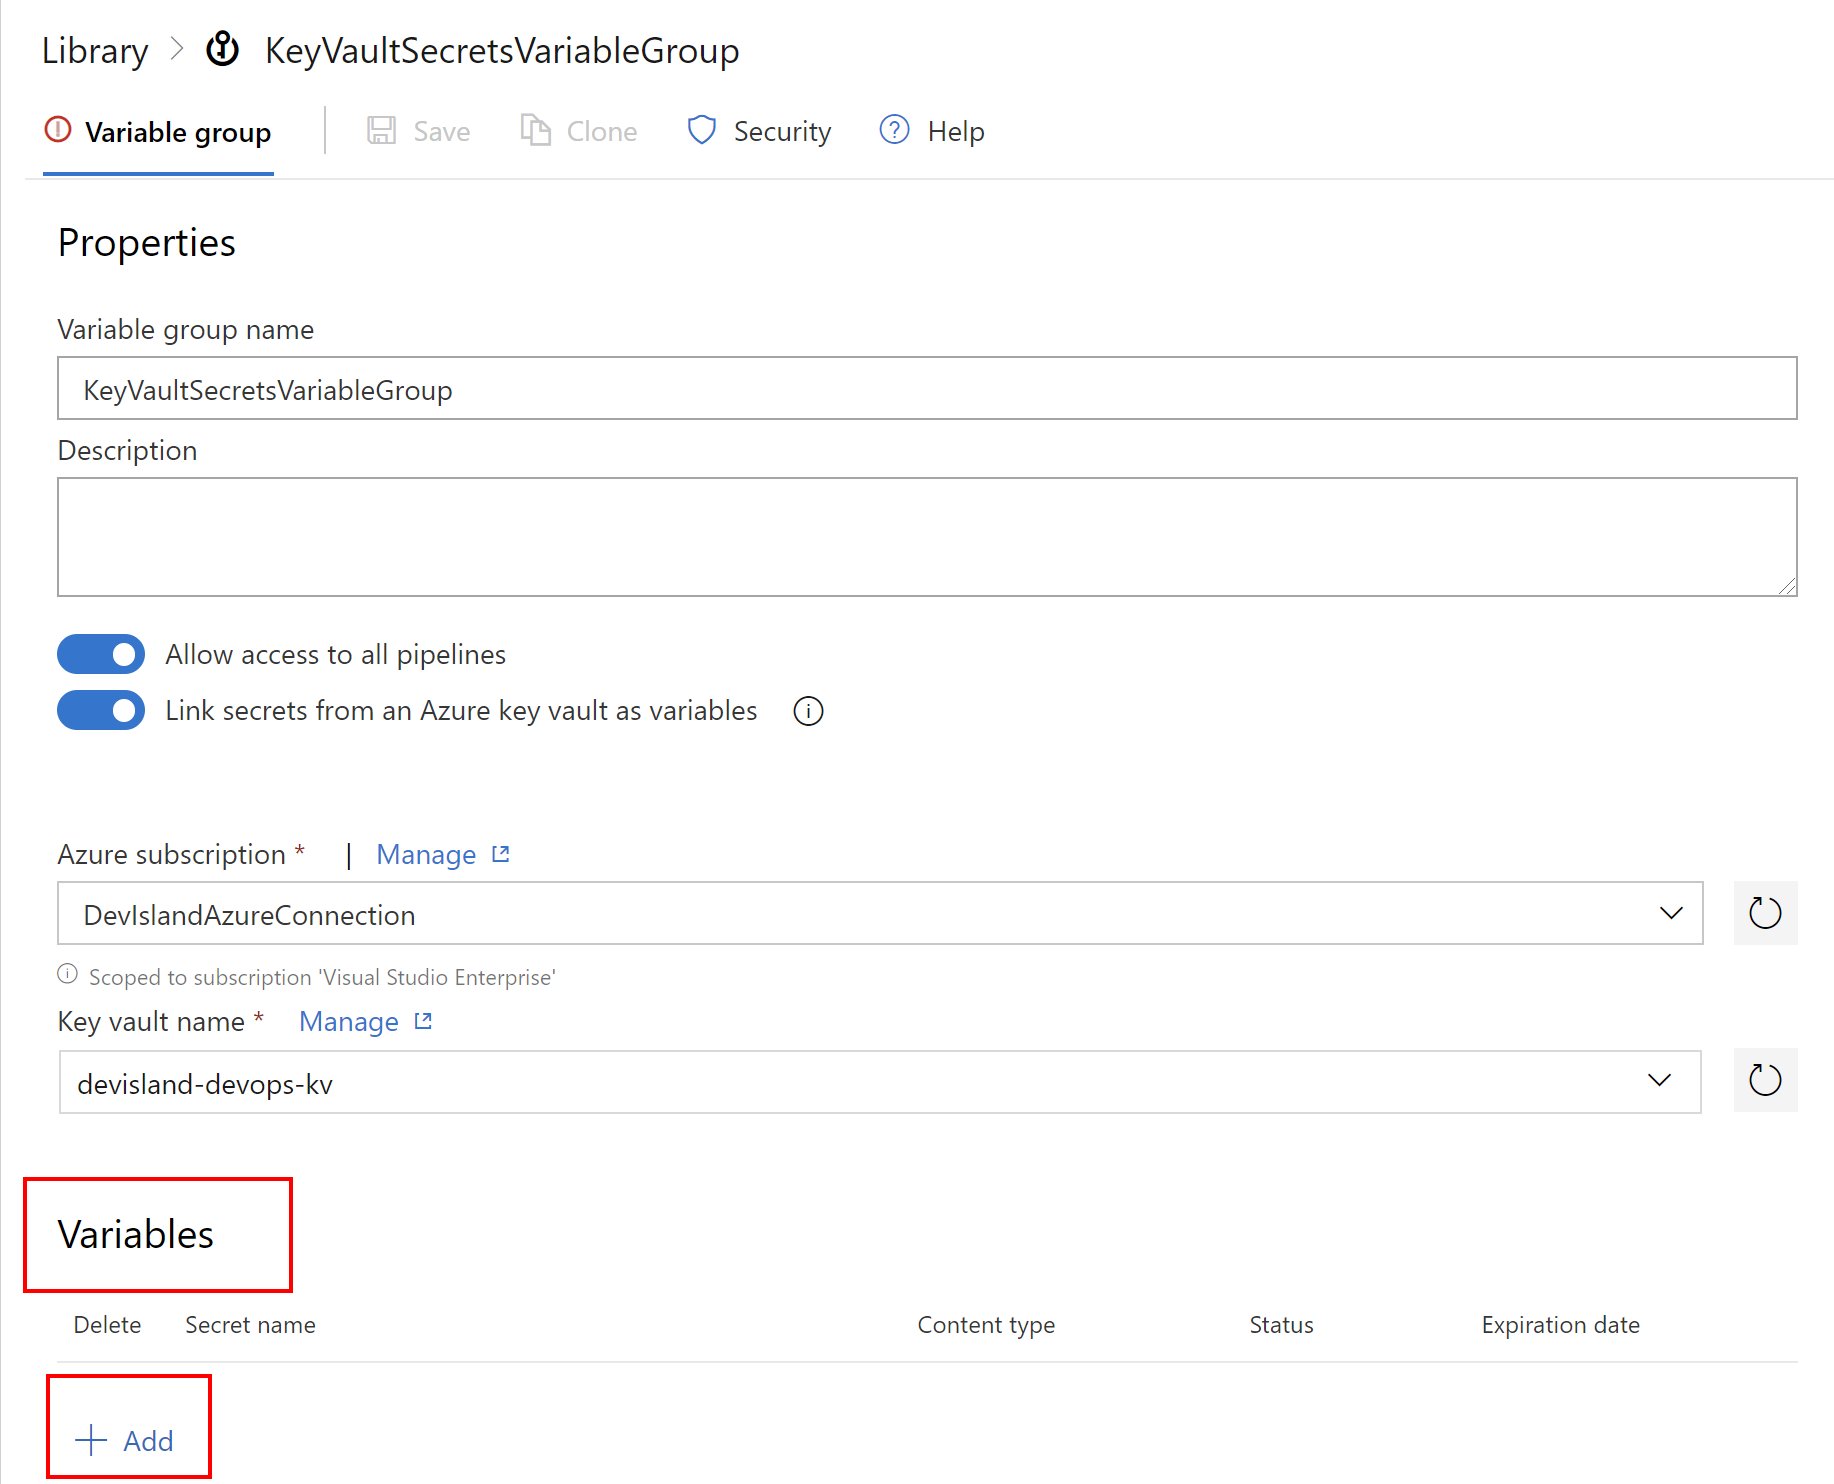 Library > KeyVaultSecretsVariableGroup
Variable group | Save Clone Security Help
Properties
Variable group name
KeyVaultSecretsVariableGroup
Description
Allow access to all pipelines
Link secrets from an Azure key vault as variables
Azure subscription * | Manage
DevIslandAzureConnection
Scoped to subscription 'Visual Studio Enterprise'
Key vault name * Manage
devisland-devops-kv
Variables
Delete Secret name Content type Status Expiration date
+ Add